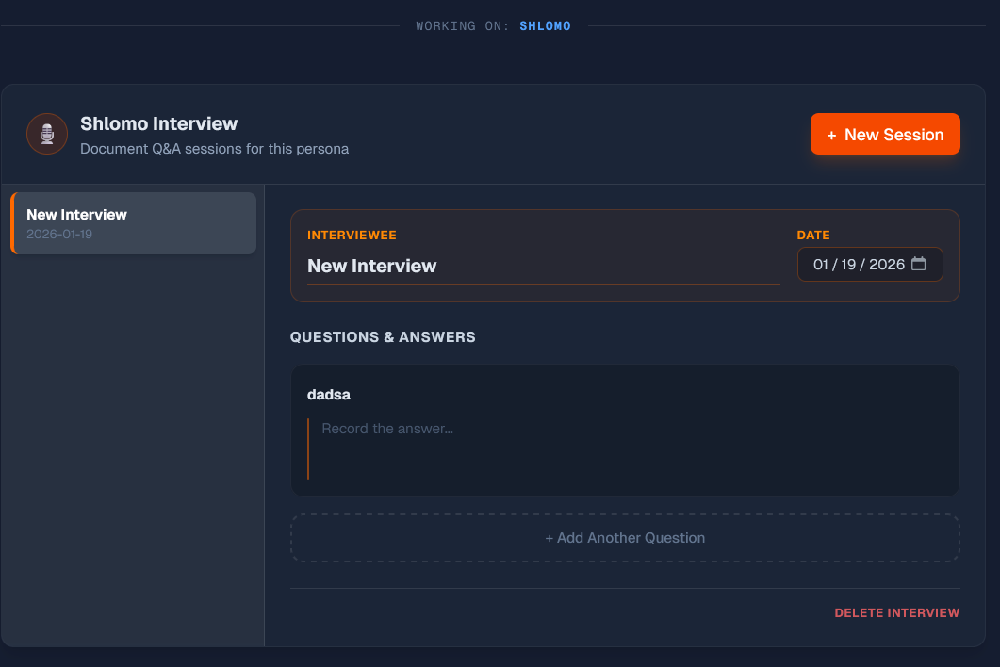 WORKING ON: SHLOMO
Shlomo Interview
Document Q&A sessions for this persona
+ New Session
New Interview
2026-01-19
INTERVIEWEE
New Interview
DATE
01 / 19 / 2026
QUESTIONS & ANSWERS
dadsa
Record the answer...
+ Add Another Question
DELETE INTERVIEW